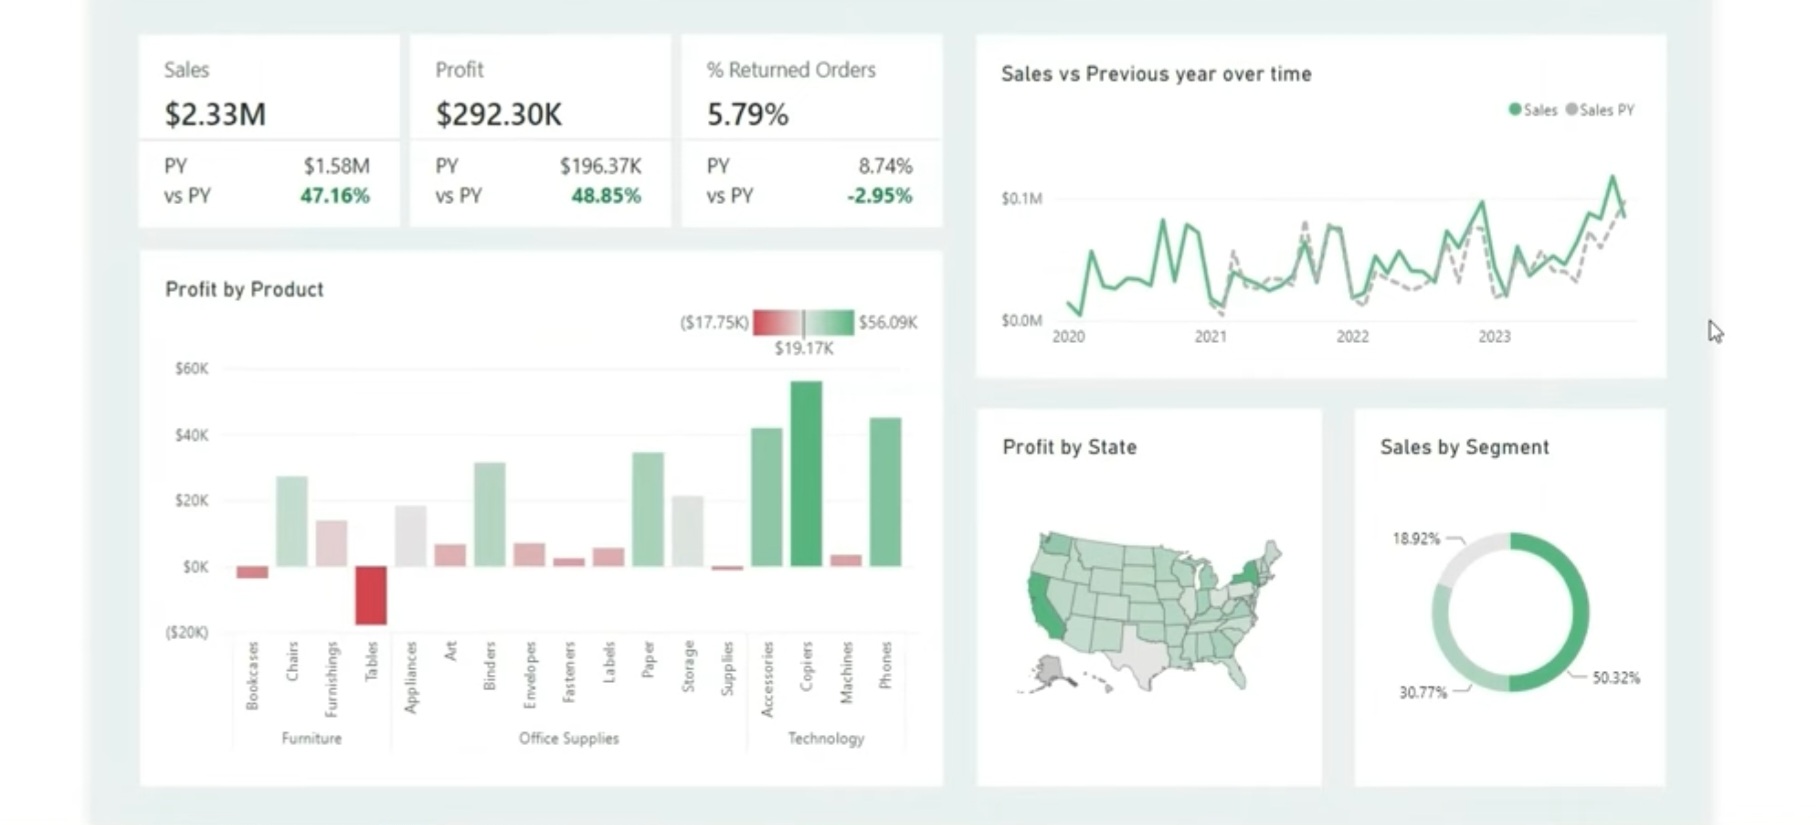 Sales
$2.33M
PY $1.58M
vs PY 47.16%
Profit
$292.30K
PY $196.37K
vs PY 48.85%
% Returned Orders
5.79%
PY 8.74%
vs PY -2.95%
Sales vs Previous year over time
Sales Sales PY
$0.1M
$0.0M
2020 2021 2022 2023
Profit by Product
($17.75K) $56.09K
$19.17K
$60K
$40K
$20K
$0K
($20K)
Bookcases
Chairs
Furnishings
Tables
Appliances
Art
Binders
Envelopes
Fasteners
Labels
Paper
Storage
Supplies
Accessories
Copiers
Machines
Phones
Furniture Office Supplies Technology
Profit by State
Sales by Segment
18.92%
50.32%
30.77%